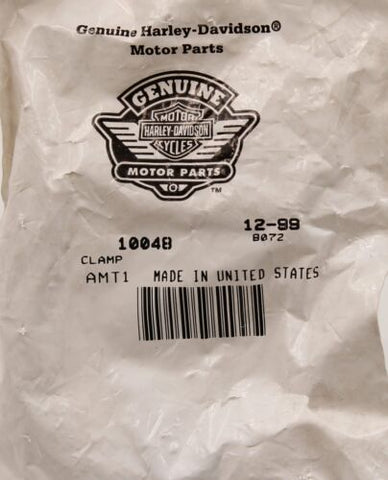 Genuine Harley-Davidson®
Motor Parts
GENUINE
MOTOR
HARLEY-DAVIDSON
CYCLES
MOTOR PARTS
TM
12-99
10048 8072
CLAMP
AMT1 MADE IN UNITED STATES